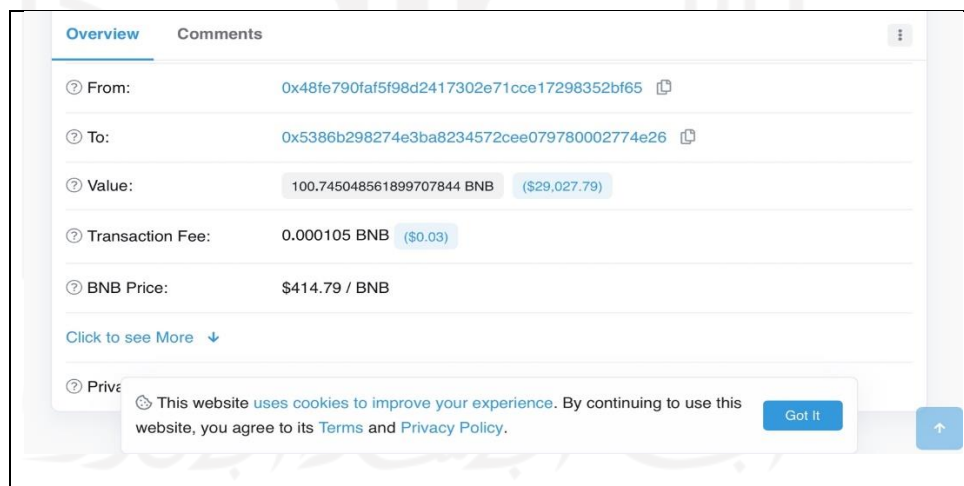 Overview Comments
From: 0x48fe790faf5f98d2417302e71cce17298352bf65
To: 0x5386b298274e3ba8234572cee079780002774e26
Value: 100.745048561899707844 BNB ($29,027.79)
Transaction Fee: 0.000105 BNB ($0.03)
BNB Price: $414.79 / BNB
Click to see More
Priva
This website uses cookies to improve your experience. By continuing to use this
website, you agree to its Terms and Privacy Policy.
Got It